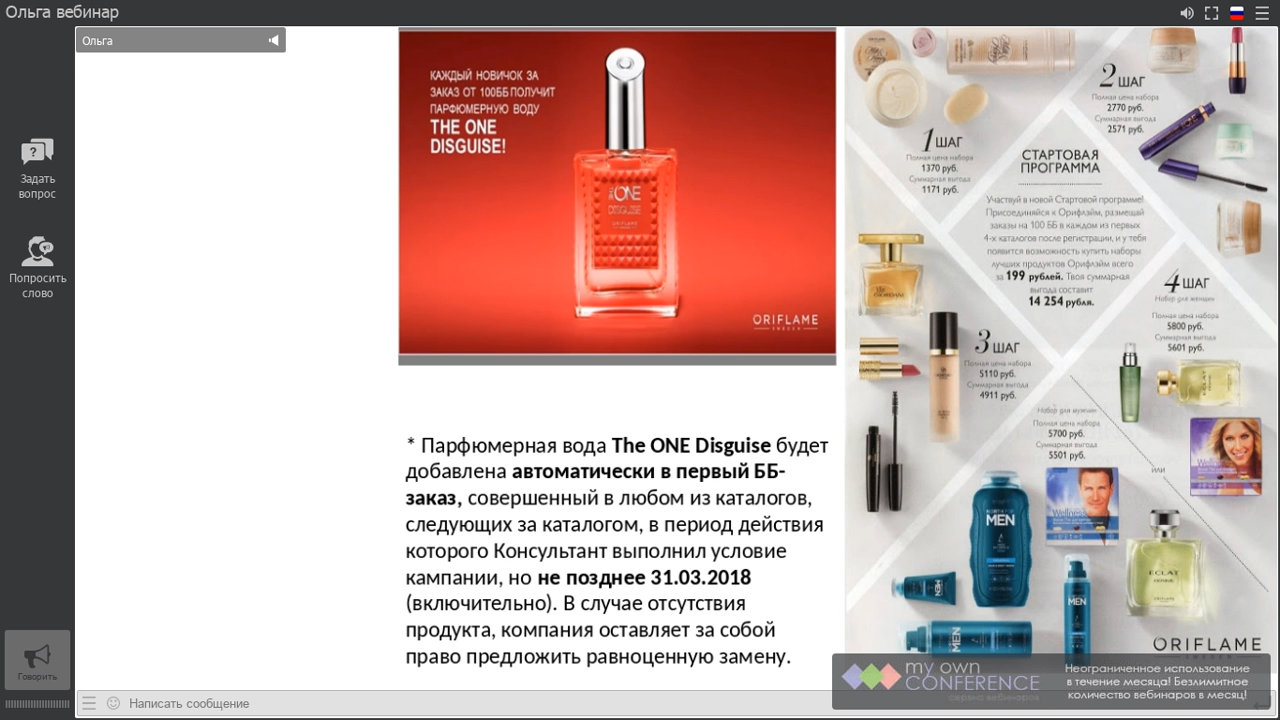 Ольга вебинар
Ольга
Задать
вопрос
Попросить
слово
Говорить
КАЖДЫЙ НОВИЧОК ЗА
ЗАКАЗ ОТ 100ББ ПОЛУЧИТ
ПАРФЮМЕРНУЮ ВОДУ
THE ONE
DISGUISE!
THE ONE
DISGUISE
ORIFLAME
ORIFLAME
SWEDEN
* Парфюмерная вода The ONE Disguise будет
добавлена автоматически в первый ББ-
заказ, совершенный в любом из каталогов,
следующих за каталогом, в период действия
которого Консультант выполнил условие
кампании, но не позднее 31.03.2018
(включительно). В случае отсутствия
продукта, компания оставляет за собой
право предложить равноценную замену.
1 ШАГ
Полная цена набора
1370 руб.
Суммарная выгода
1171 руб.
2 ШАГ
Полная цена набора
2770 руб.
Суммарная выгода
2571 руб.
СТАРТОВАЯ
ПРОГРАММА
Участвуй в новой Стартовой программе!
Присоединяйся к Орифлэйм, размещай
заказы на 100 ББ в каждом из первых
4-х каталогов после регистрации, и у тебя
появится возможность купить наборы
лучших продуктов Орифлэйм всего
за 199 рублей. Твоя суммарная
выгода составит
14 254 рубля.
3 ШАГ
Полная цена набора
5110 руб.
Суммарная выгода
4911 руб.
4 ШАГ
Набор для женщин
Полная цена набора
5800 руб.
Суммарная выгода
5601 руб.
Набор для мужчин
Полная цена набора
5700 руб.
Суммарная выгода
5501 руб.
или
Wellness
Wellness
MEN
MEN
MEN
MEN
ECLAT
ECLAT
ORIFLAME
my own
CONFERENCE
сервис вебинаров
Неограниченное использование
в течение месяца! Безлимитное
количество вебинаров в месяц!
Написать сообщение